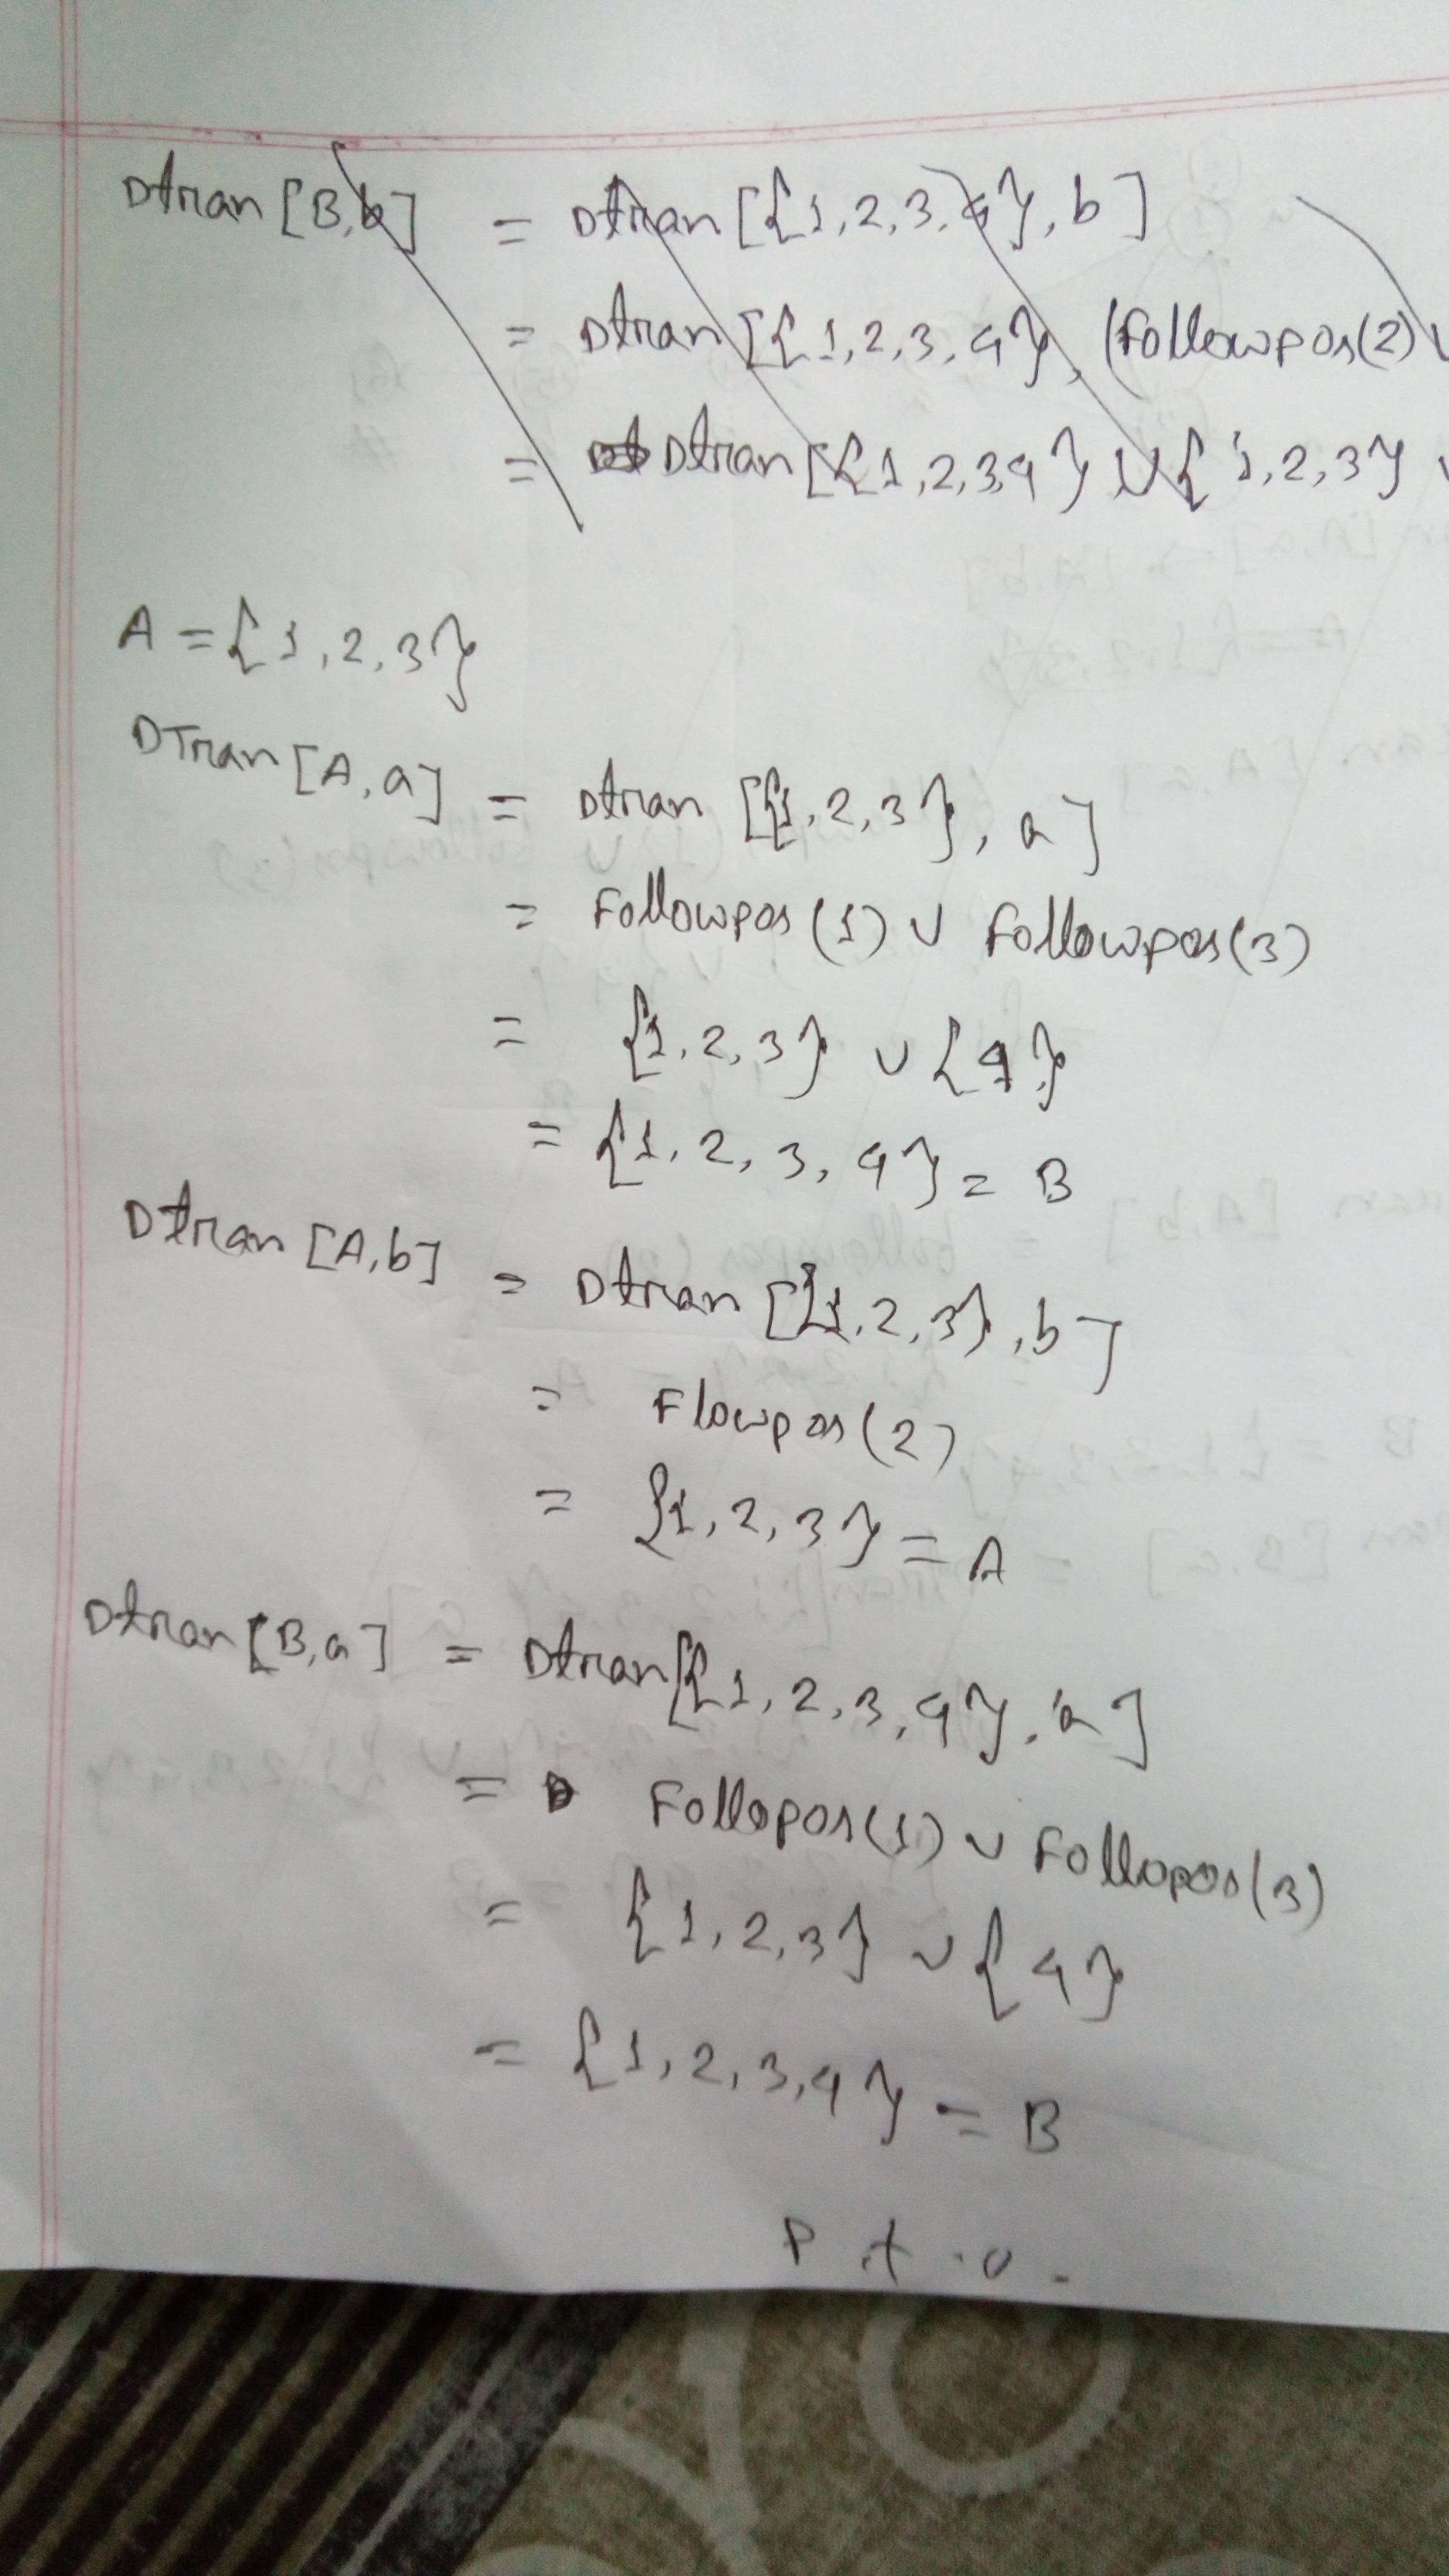 Dtran [B,b] = Dtran [{1,2,3,4}, b]
= Dtran [{1,2,3,4}, (Followpos(2) ∪
= Dtran [{1,2,3,4} ∪ { 1,2,3}
A = {1,2,3}
DTran [A,a] = Dtran [{1,2,3}, a]
= Followpos(1) ∪ Followpos(3)
= {1,2,3} ∪ {4}
= {1,2,3,4} = B
Dtran [A,b] = Dtran [{1,2,3},b]
= Flowpos(2)
= {1,2,3} = A
Dtran [B,a] = Dtran[{1,2,3,4},a]
= Follopos(1) ∪ Follopos(3)
= {1,2,3} ∪ {4}
= {1,2,3,4} = B
P.t.o.